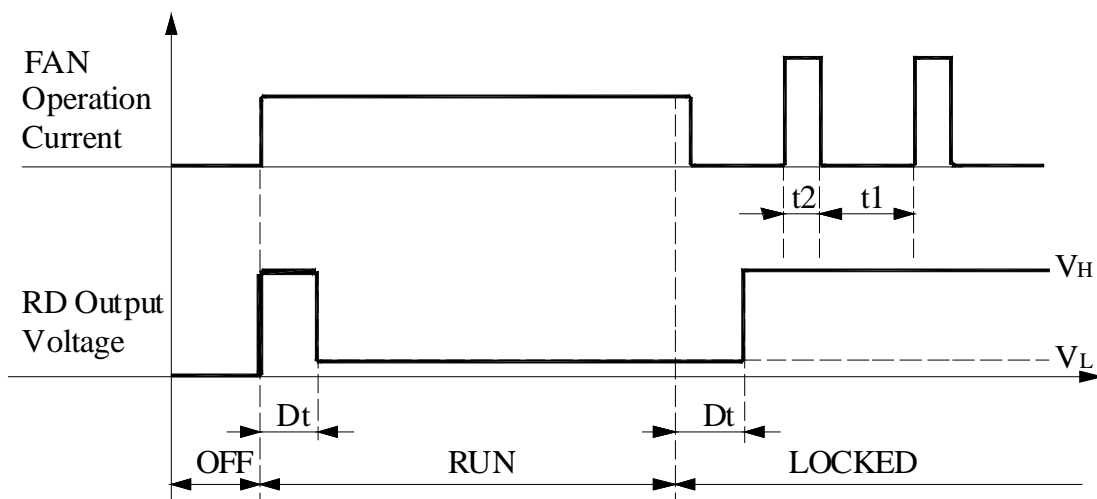 FAN
Operation
Current
t2
t1
VH
RD Output
Voltage
VL
Dt
Dt
OFF
RUN
LOCKED